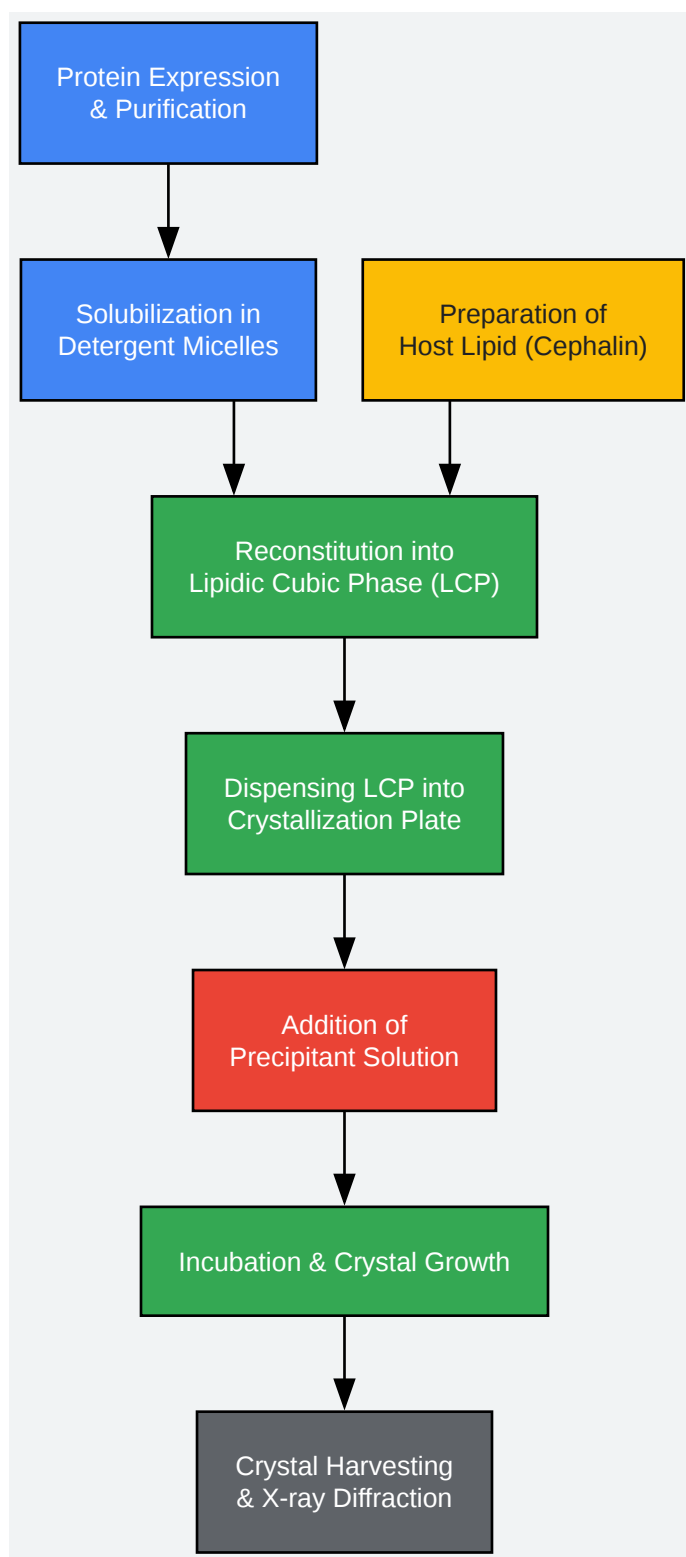 Protein Expression
& Purification
Solubilization in
Detergent Micelles
Preparation of
Host Lipid (Cephalin)
Reconstitution into
Lipidic Cubic Phase (LCP)
Dispensing LCP into
Crystallization Plate
Addition of
Precipitant Solution
Incubation & Crystal Growth
Crystal Harvesting
& X-ray Diffraction